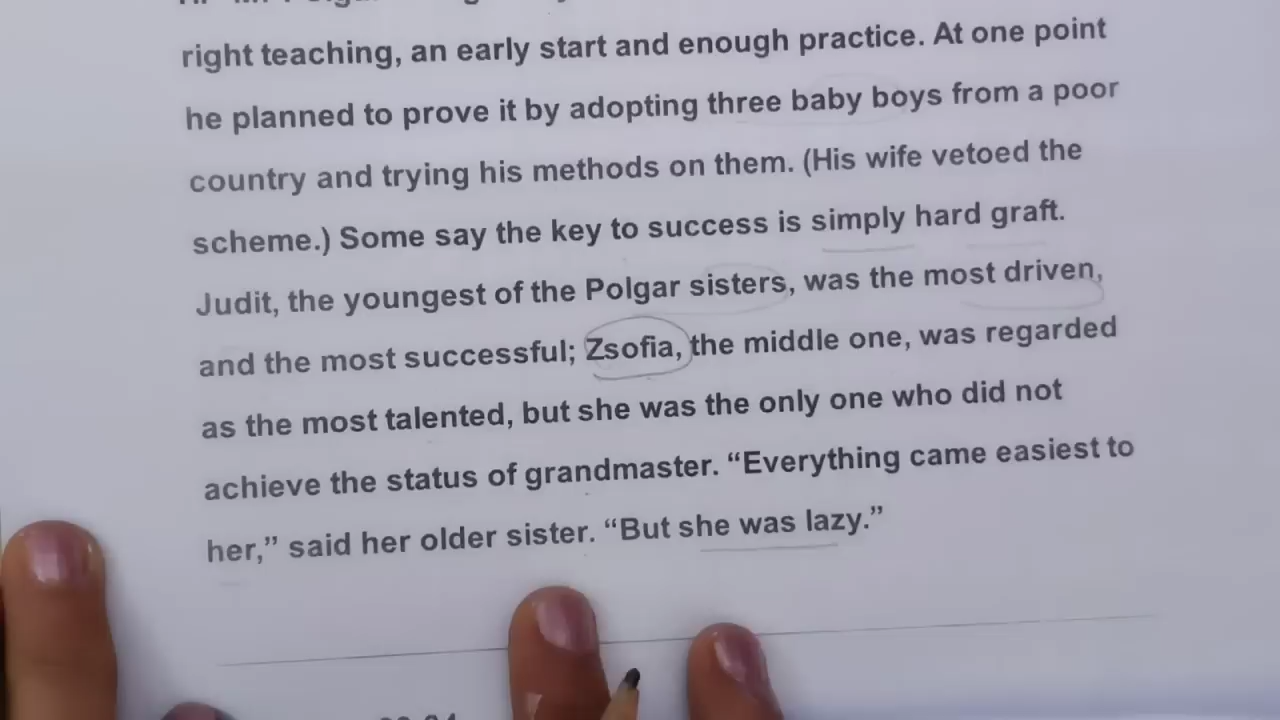 right teaching, an early start and enough practice. At one point
he planned to prove it by adopting three baby boys from a poor
country and trying his methods on them. (His wife vetoed the
scheme.) Some say the key to success is simply hard graft.
Judit, the youngest of the Polgar sisters, was the most driven,
and the most successful; Zsofia, the middle one, was regarded
as the most talented, but she was the only one who did not
achieve the status of grandmaster. “Everything came easiest to
her,” said her older sister. “But she was lazy.”